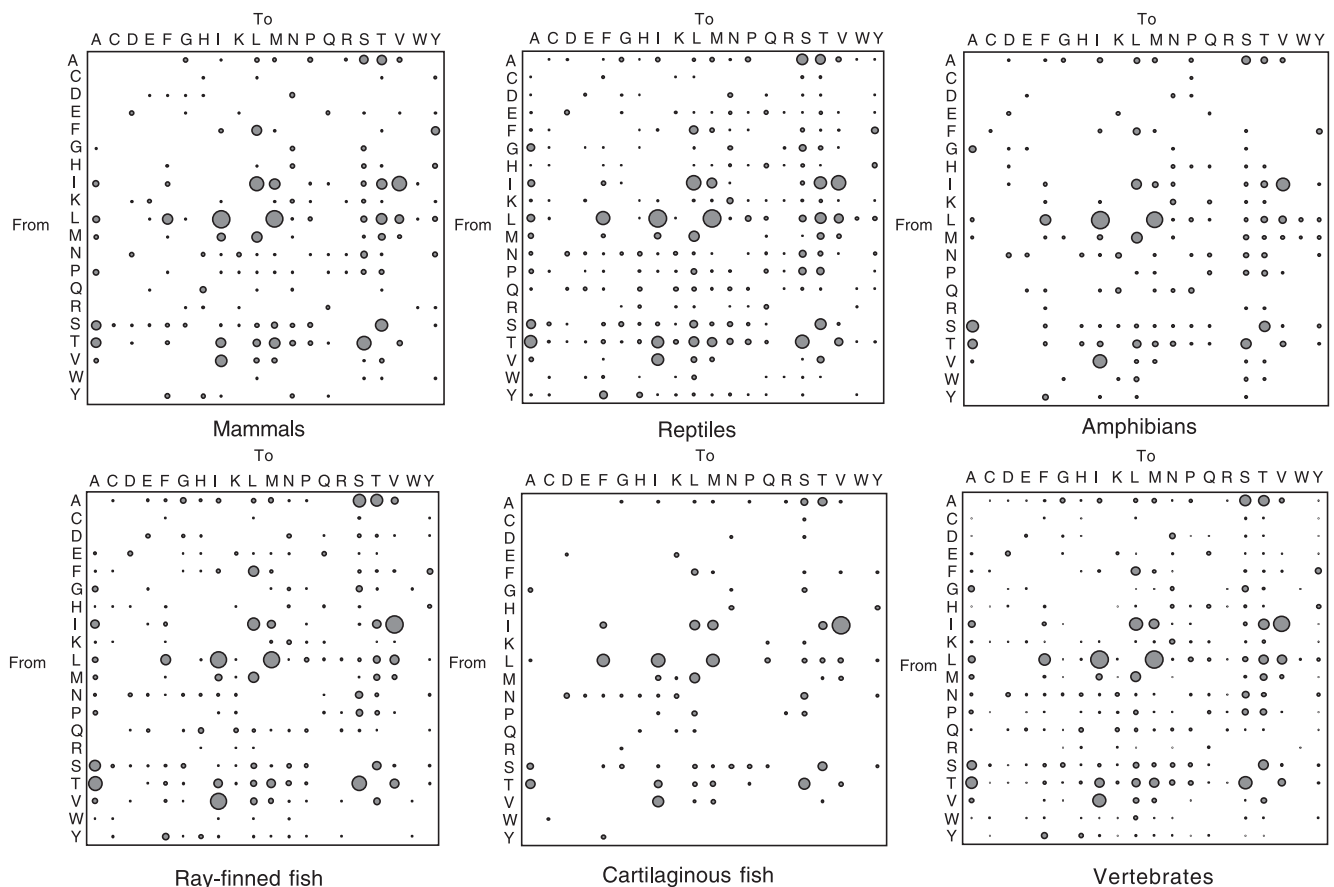 To To To
A C D E F G H I K L M N P Q R S T V W Y A C D E F G H I K L M N P Q R S T V W Y A C D E F G H I K L M N P Q R S T V W Y
A A A
C C C
D D D
E E E
F F F
G G G
H H H
I I I
K K K
From L From L From L
M M M
N N N
P P P
Q Q Q
R R R
S S S
T T T
V V V
W W W
Y Y Y
Mammals Reptiles Amphibians
To To To
A C D E F G H I K L M N P Q R S T V W Y A C D E F G H I K L M N P Q R S T V W Y A C D E F G H I K L M N P Q R S T V W Y
A A A
C C C
D D D
E E E
F F F
G G G
H H H
I I I
K K K
From L From L From L
M M M
N N N
P P P
Q Q Q
R R R
S S S
T T T
V V V
W W W
Y Y Y
Ray-finned fish Cartilaginous fish Vertebrates